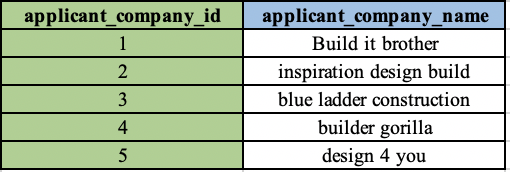 applicant_company_id applicant_company_name
1 Build it brother
2 inspiration design build
3 blue ladder construction
4 builder gorilla
5 design 4 you